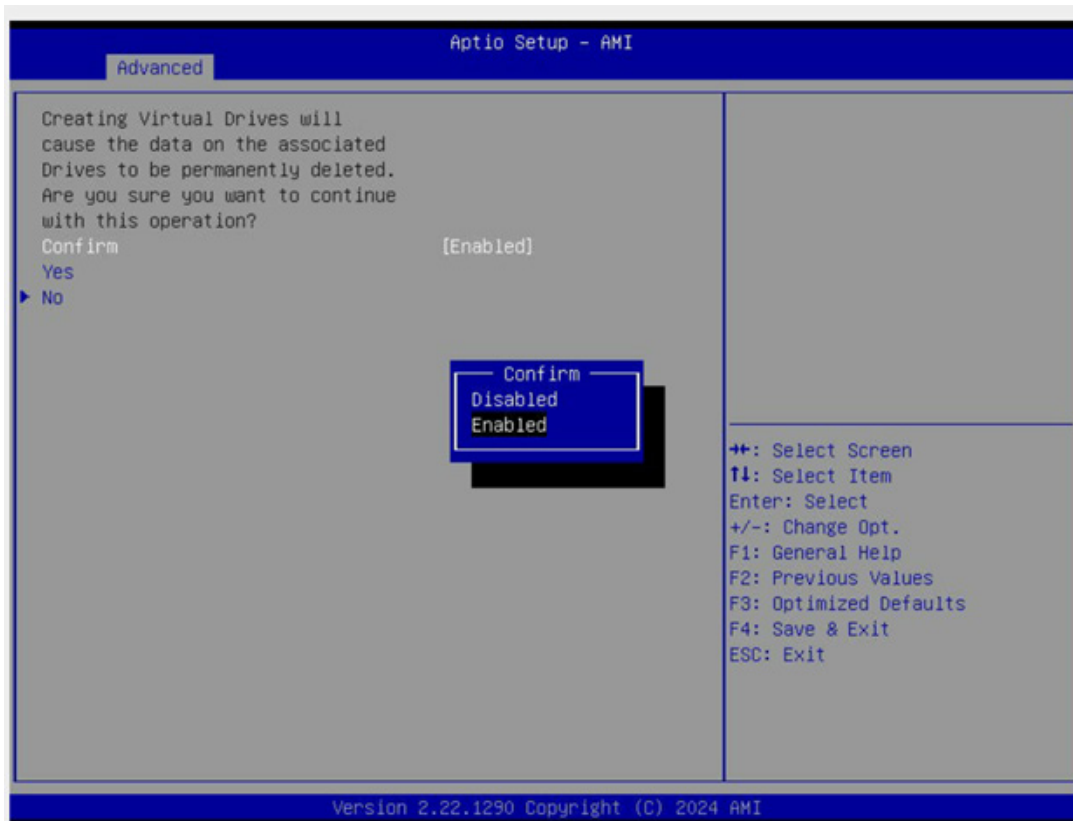 Aptio Setup - AMI
Advanced
Creating Virtual Drives will
cause the data on the associated
Drives to be permanently deleted.
Are you sure you want to continue
with this operation?
Confirm [Enabled]
Yes
No
Confirm
Disabled
Enabled
→←: Select Screen
↑↓: Select Item
Enter: Select
+/-: Change Opt.
F1: General Help
F2: Previous Values
F3: Optimized Defaults
F4: Save & Exit
ESC: Exit
Version 2.22.1290 Copyright (C) 2024 AMI